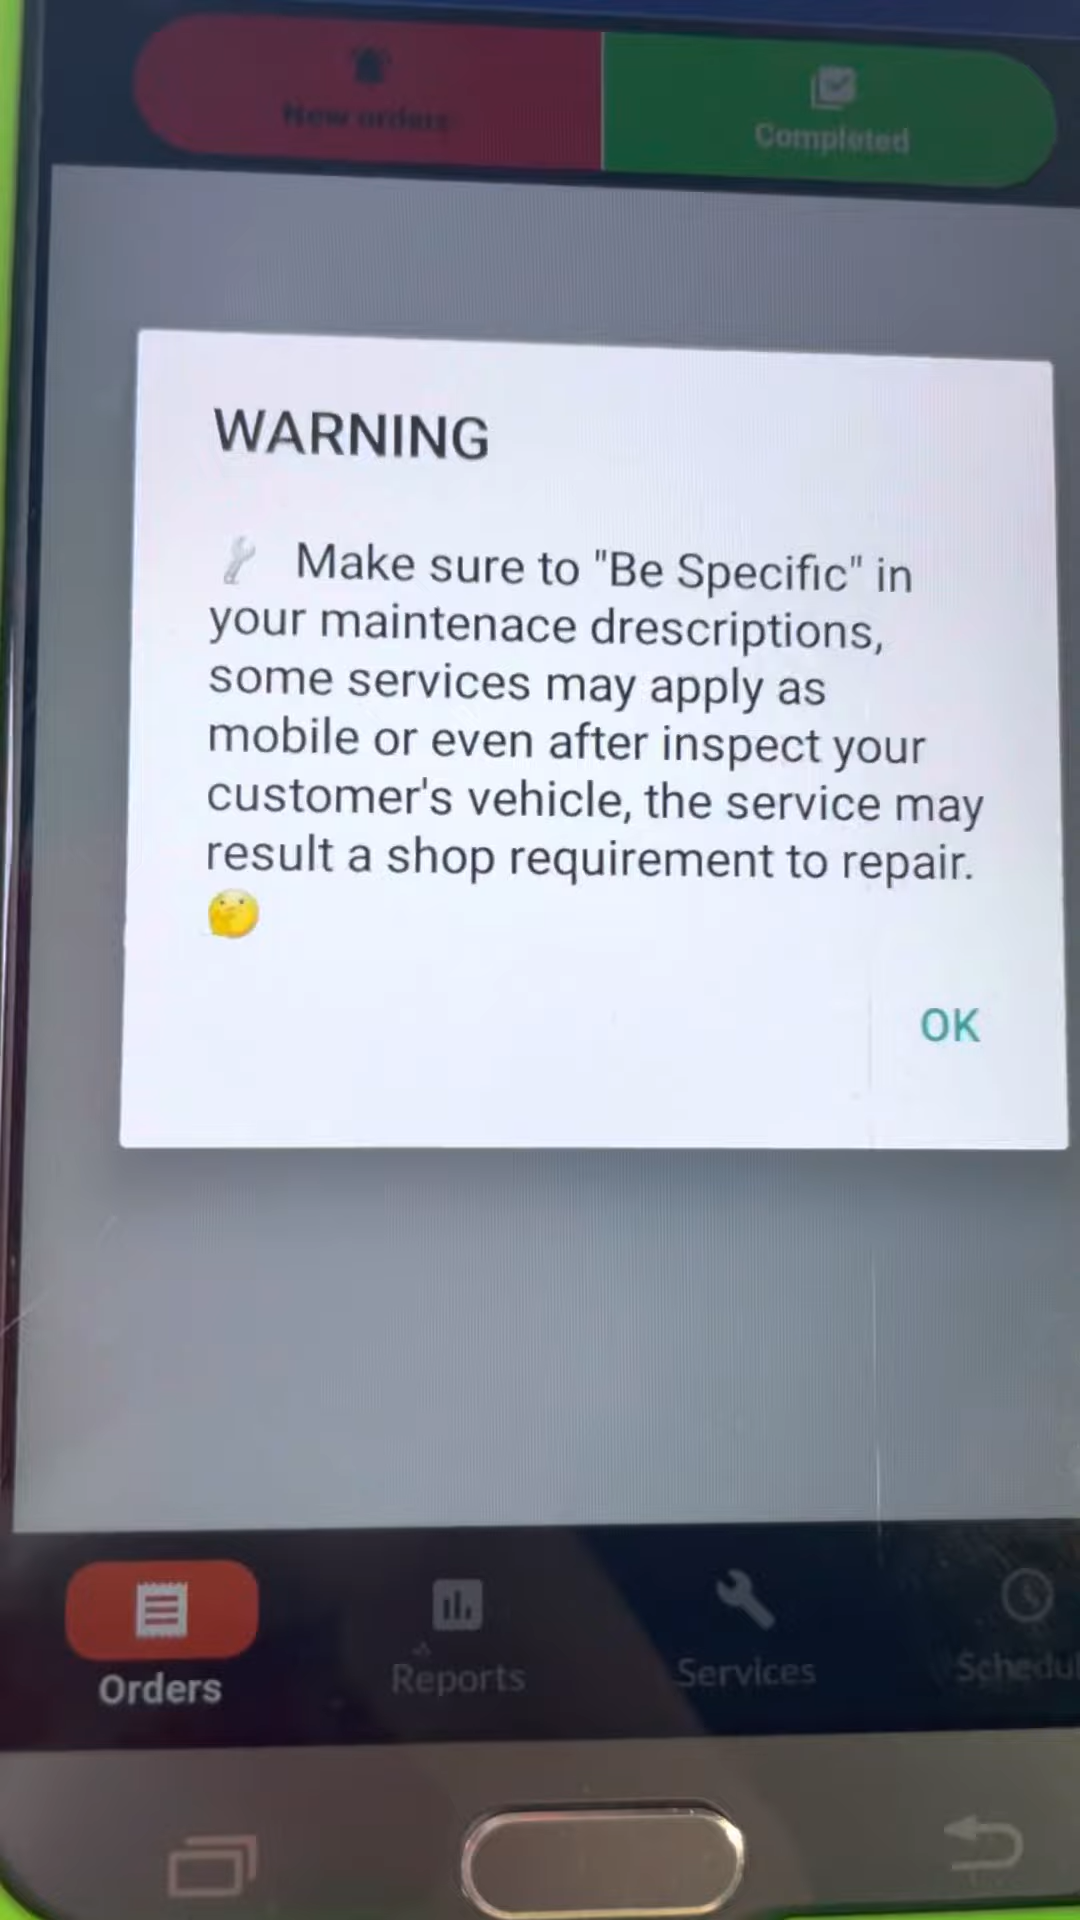 New orders
Completed
WARNING
Make sure to "Be Specific" in
your maintenace drescriptions,
some services may apply as
mobile or even after inspect your
customer's vehicle, the service may
result a shop requirement to repair.
OK
Orders
Reports
Services
Schedul